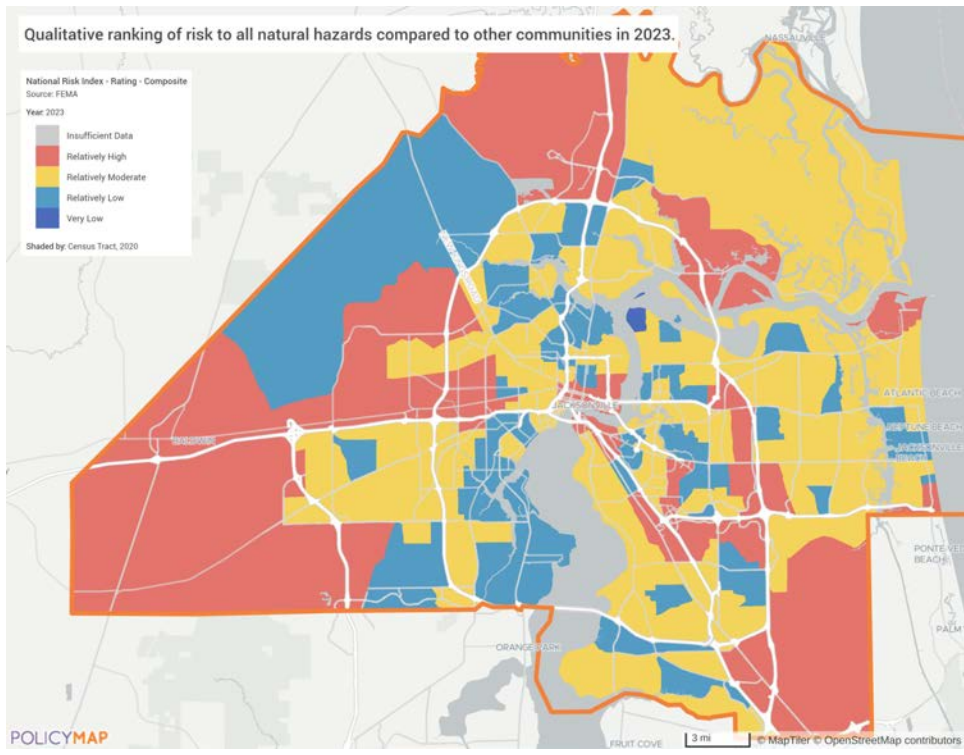 Qualitative ranking of risk to all natural hazards compared to other communities in 2023.
NASSAUVILLE
National Risk Index - Rating - Composite
Source: FEMA
Year: 2023
Insufficient Data
Relatively High
Relatively Moderate
Relatively Low
Very Low
Shaded by: Census Tract, 2020
ATLANTIC BEACH
JACKSONVILLE
NEPTUNE BEACH
BALDWIN
JACKSONVILLE
BEACH
PONTE VED
BEACH
PALM
ORANGE PARK
FRUIT COVE
3 mi
© MapTiler © OpenStreetMap contributors
POLICYMAP